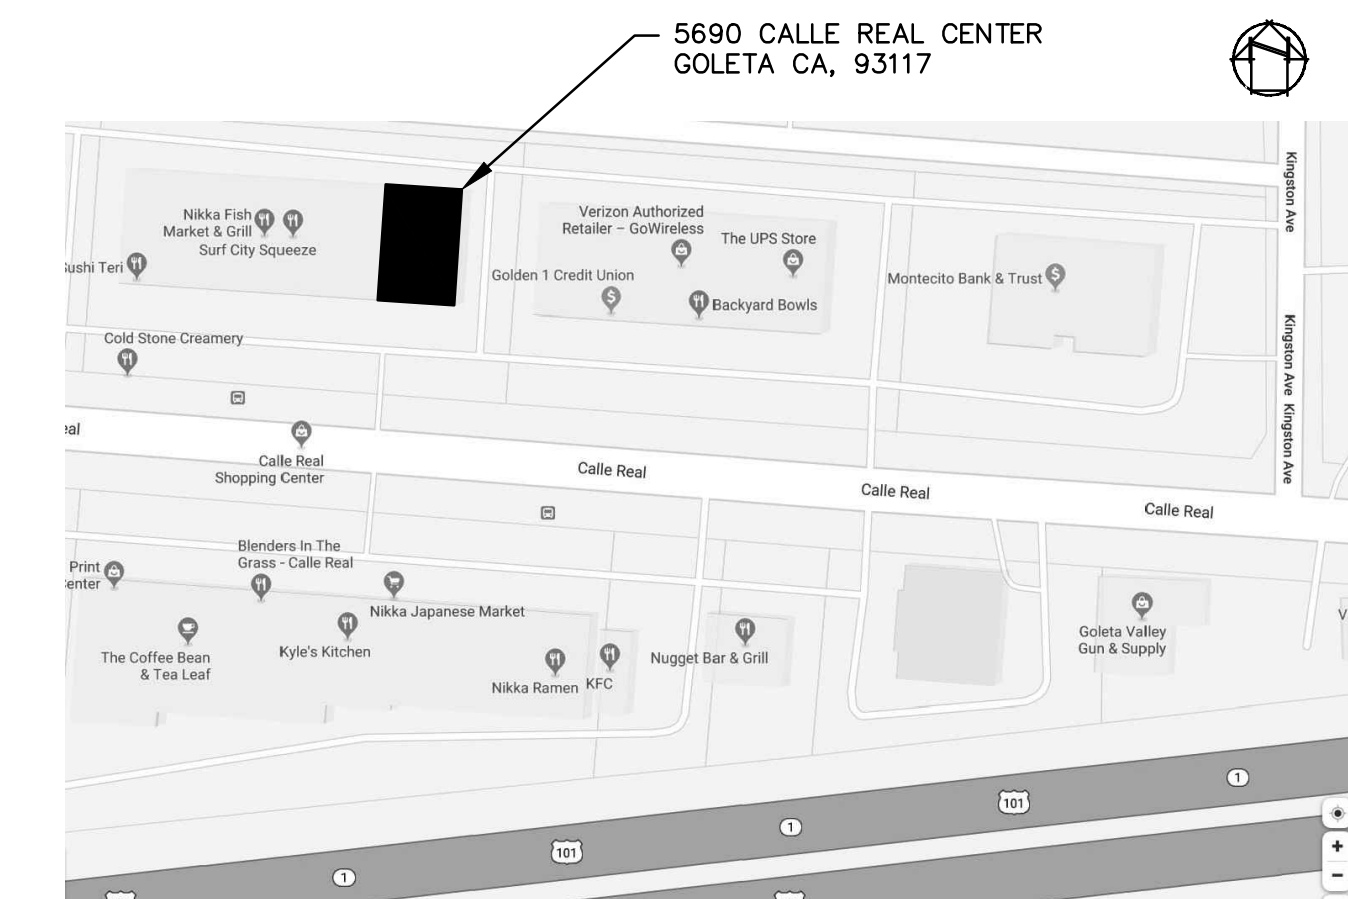 5690 CALLE REAL CENTER
GOLETA CA, 93117
Kingston Ave
Nikka Fish
Market & Grill
Surf City Squeeze
Sushi Teri
Verizon Authorized
Retailer – GoWireless
The UPS Store
Golden 1 Credit Union
Backyard Bowls
Montecito Bank & Trust
$
$
Kingston Ave
Kingston Ave
Cold Stone Creamery
eal
Calle Real
Shopping Center
Calle Real
Calle Real
Calle Real
Blenders In The
Grass - Calle Real
Print
enter
Nikka Japanese Market
The Coffee Bean
& Tea Leaf
Kyle's Kitchen
Nikka Ramen
KFC
Nugget Bar & Grill
Goleta Valley
Gun & Supply
V
1
101
1
101
1
+
−